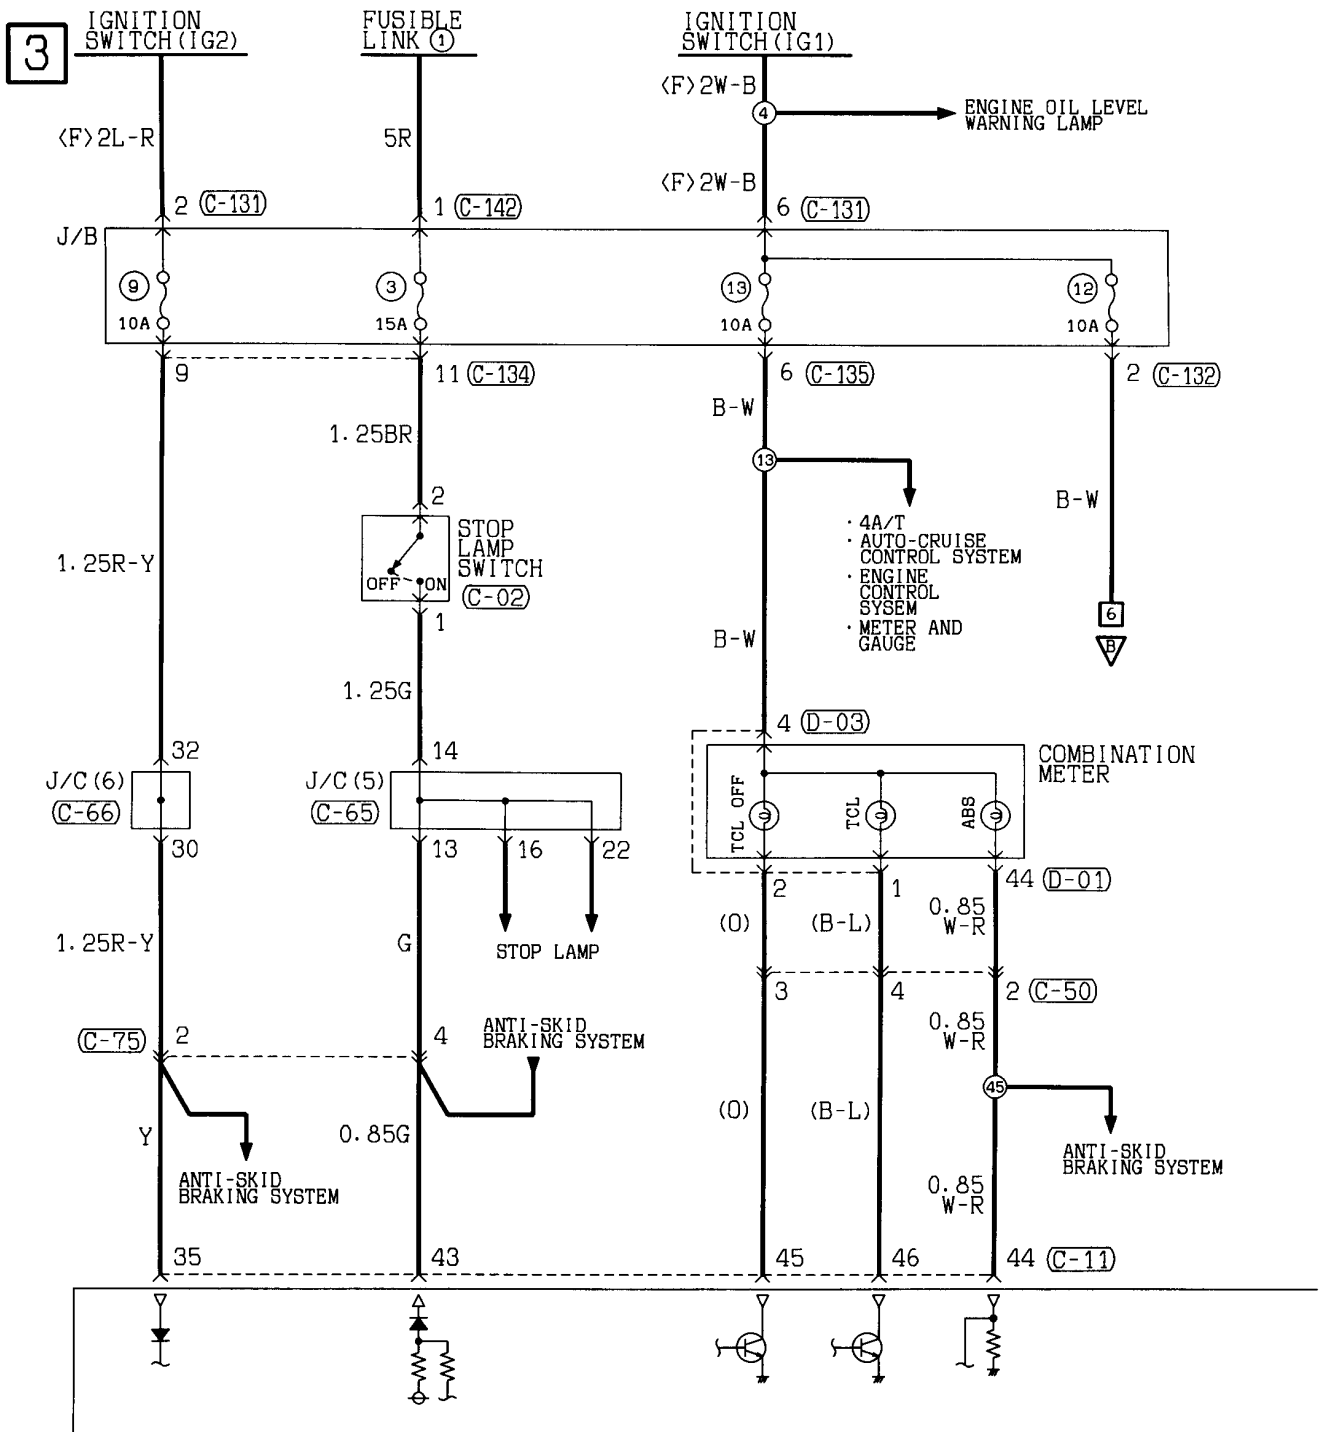 3
IGNITION
SWITCH(IG2)
FUSIBLE
LINK ①
IGNITION
SWITCH(IG1)
<F>2W-B
4
ENGINE OIL LEVEL
WARNING LAMP
<F>2L-R
5R
<F>2W-B
2 (C-131)
1 (C-142)
6 (C-131)
J/B
9
3
13
12
10A
15A
10A
10A
9
11 (C-134)
6 (C-135)
2 (C-132)
B-W
1.25BR
13
2
B-W
· 4A/T
· AUTO-CRUISE
CONTROL SYSTEM
· ENGINE
CONTROL
SYSEM
· METER AND
GAUGE
STOP
LAMP
SWITCH
(C-02)
OFF
ON
1.25R-Y
1
6
B
B-W
1.25G
4 (D-03)
32
14
COMBINATION
METER
J/C(6)
(C-66)
J/C(5)
(C-65)
TCL OFF
TCL
ABS
30
13
16
22
2
1
44 (D-01)
(O)
(B-L)
0.85
W-R
1.25R-Y
G
STOP LAMP
3
4
2 (C-50)
(C-75)
2
4
ANTI-SKID
BRAKING SYSTEM
0.85
W-R
45
(O)
(B-L)
Y
0.85G
ANTI-SKID
BRAKING SYSTEM
ANTI-SKID
BRAKING SYSTEM
0.85
W-R
35
43
45
46
44 (C-11)